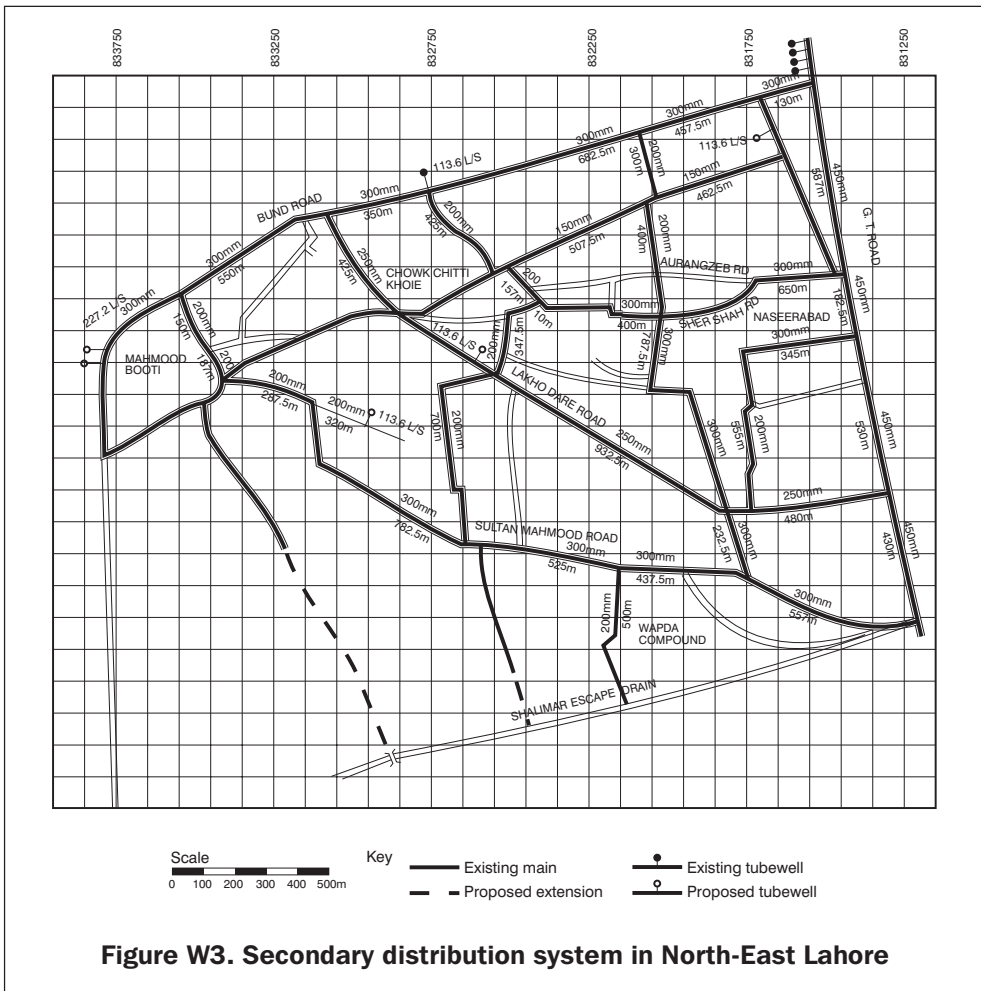 833750
833250
832750
832250
831750
831250
300mm
130m
300mm
457.5m
113.6 L/S
300mm
682.5m
200mm
300m
150mm
462.5m
587m
450mm
G. T. ROAD
113.6 L/S
300mm
350m
BUND ROAD
200mm
425m
150mm
507.5m
200mm
400m
250mm
425m
CHOWK CHITTI
KHOIE
200
157m
10m
AURANGZEB RD
300mm
650m
SHER SHAH RD
NASEERABAD
450mm
182.5m
300mm
550m
227.2 L/S
300mm
MAHMOOD
BOOTI
200mm
150m
187m
200
113.6 L/S
200mm
347.5m
300mm
400m
300mm
787.5m
300mm
345m
200mm
287.5m
200mm
320m
113.6 L/S
LAKHO DARE ROAD
250mm
932.5m
200mm
700m
300mm
555m
200mm
450mm
530m
250mm
480m
300mm
782.5m
SULTAN MAHMOOD ROAD
300mm
525m
300mm
437.5m
300mm
232.5m
450mm
430m
300mm
557m
200mm
500m
WAPDA
COMPOUND
SHALIMAR ESCAPE DRAIN
Scale
0 100 200 300 400 500m
Key
Existing main
Proposed extension
Existing tubewell
Proposed tubewell
Figure W3. Secondary distribution system in North-East Lahore